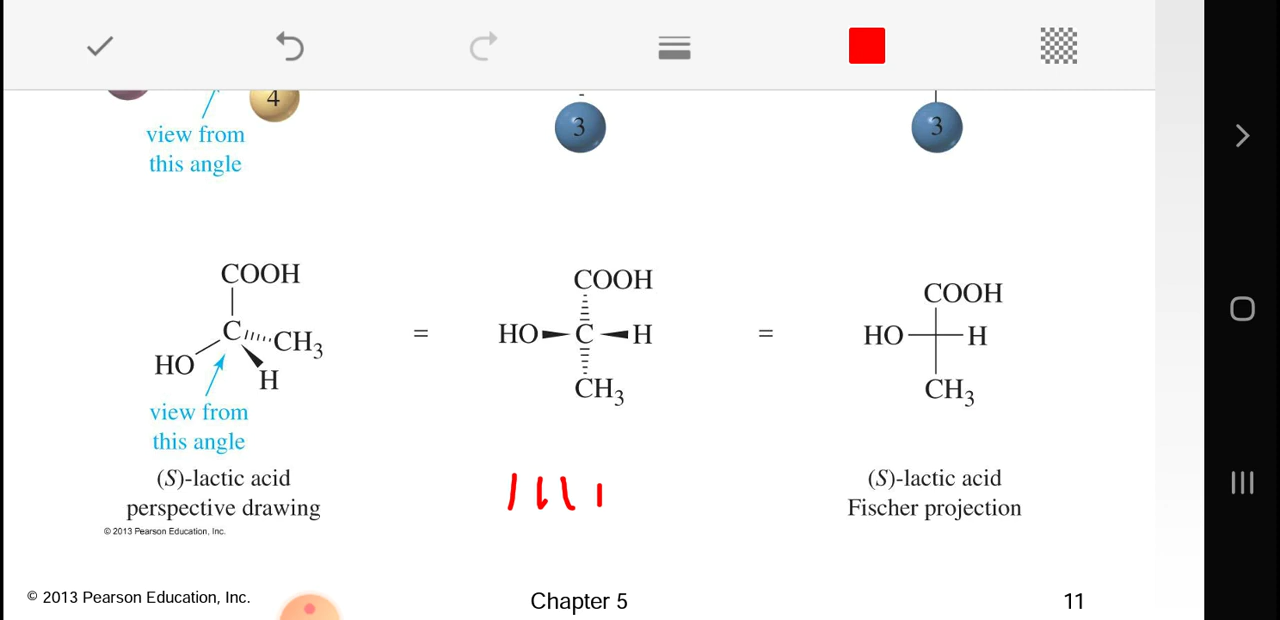 4
3
3
view from
this angle
COOH
C CH3
HO
H
view from
this angle
(S)-lactic acid
perspective drawing
© 2013 Pearson Education, Inc.
=
COOH
HO C H
CH3
=
COOH
HO H
CH3
(S)-lactic acid
Fischer projection
© 2013 Pearson Education, Inc.
Chapter 5
11